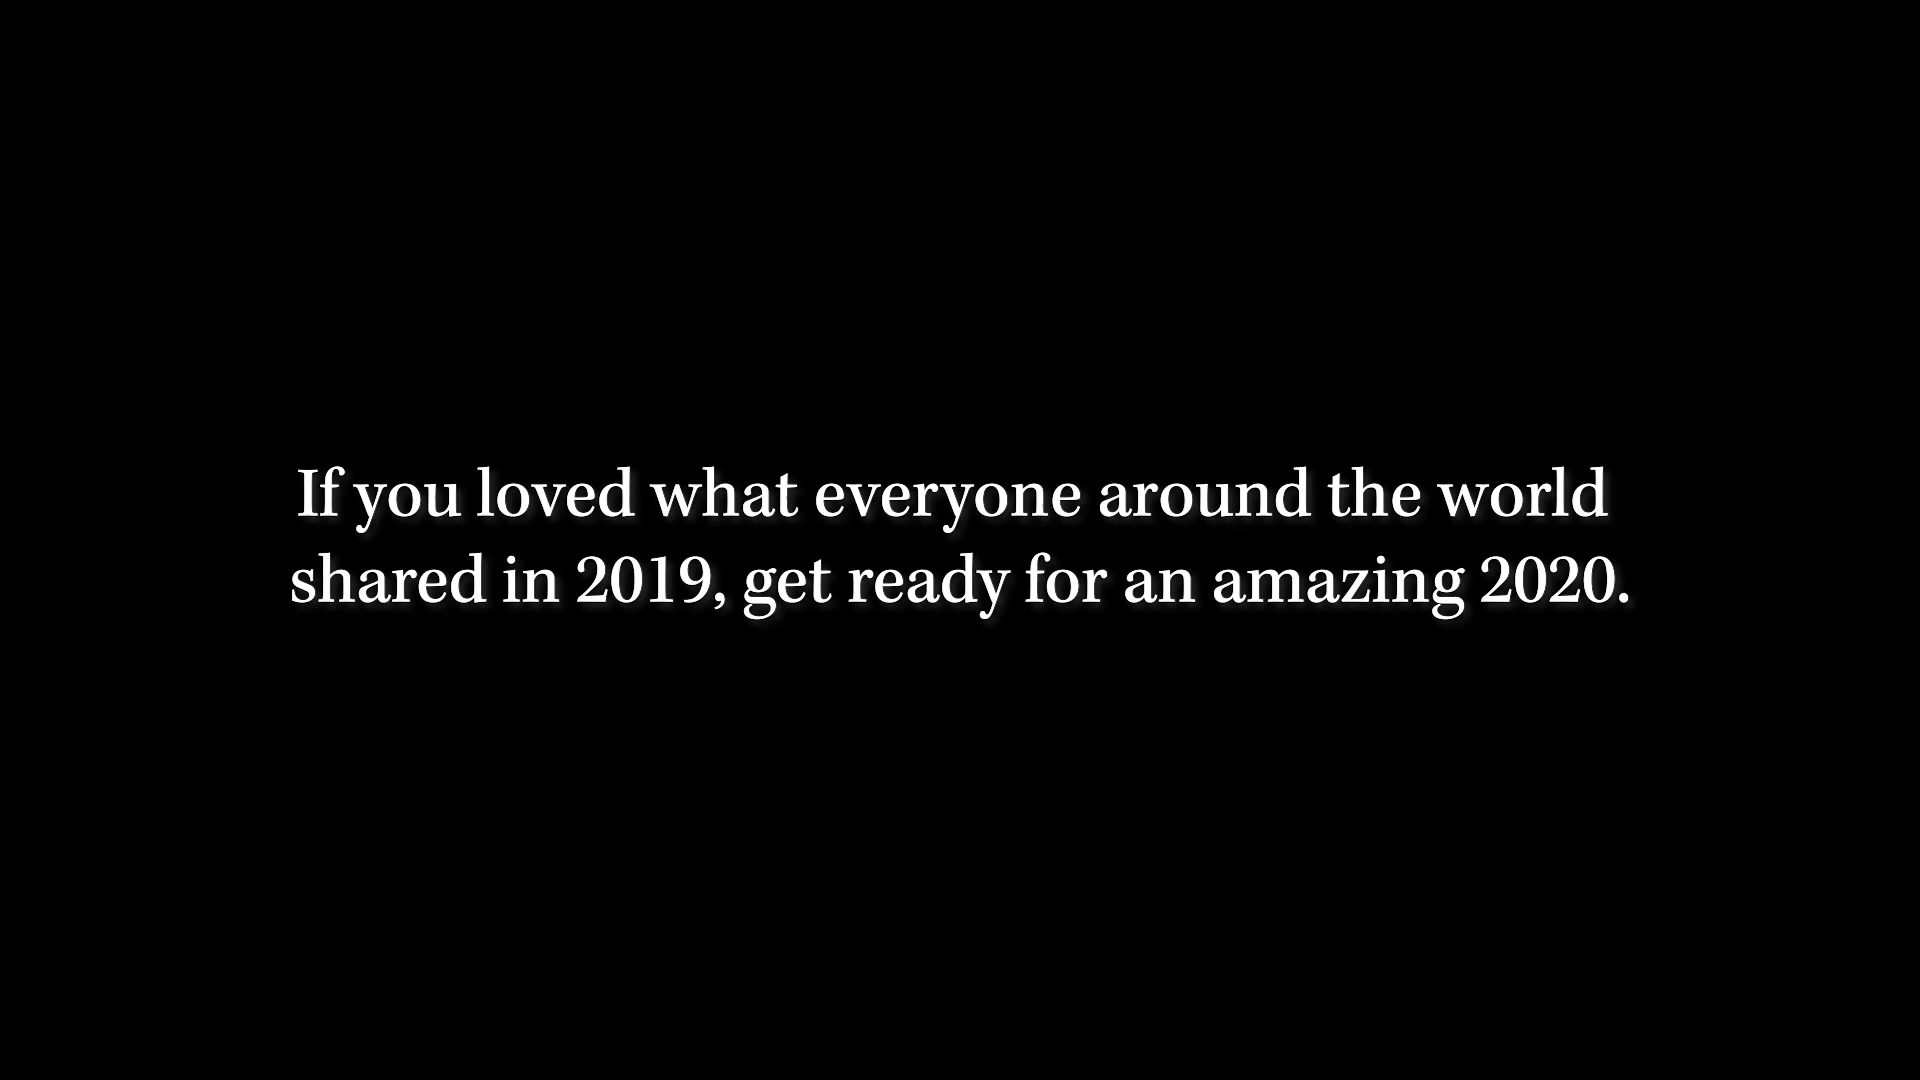 If you loved what everyone around the world
shared in 2019, get ready for an amazing 2020.